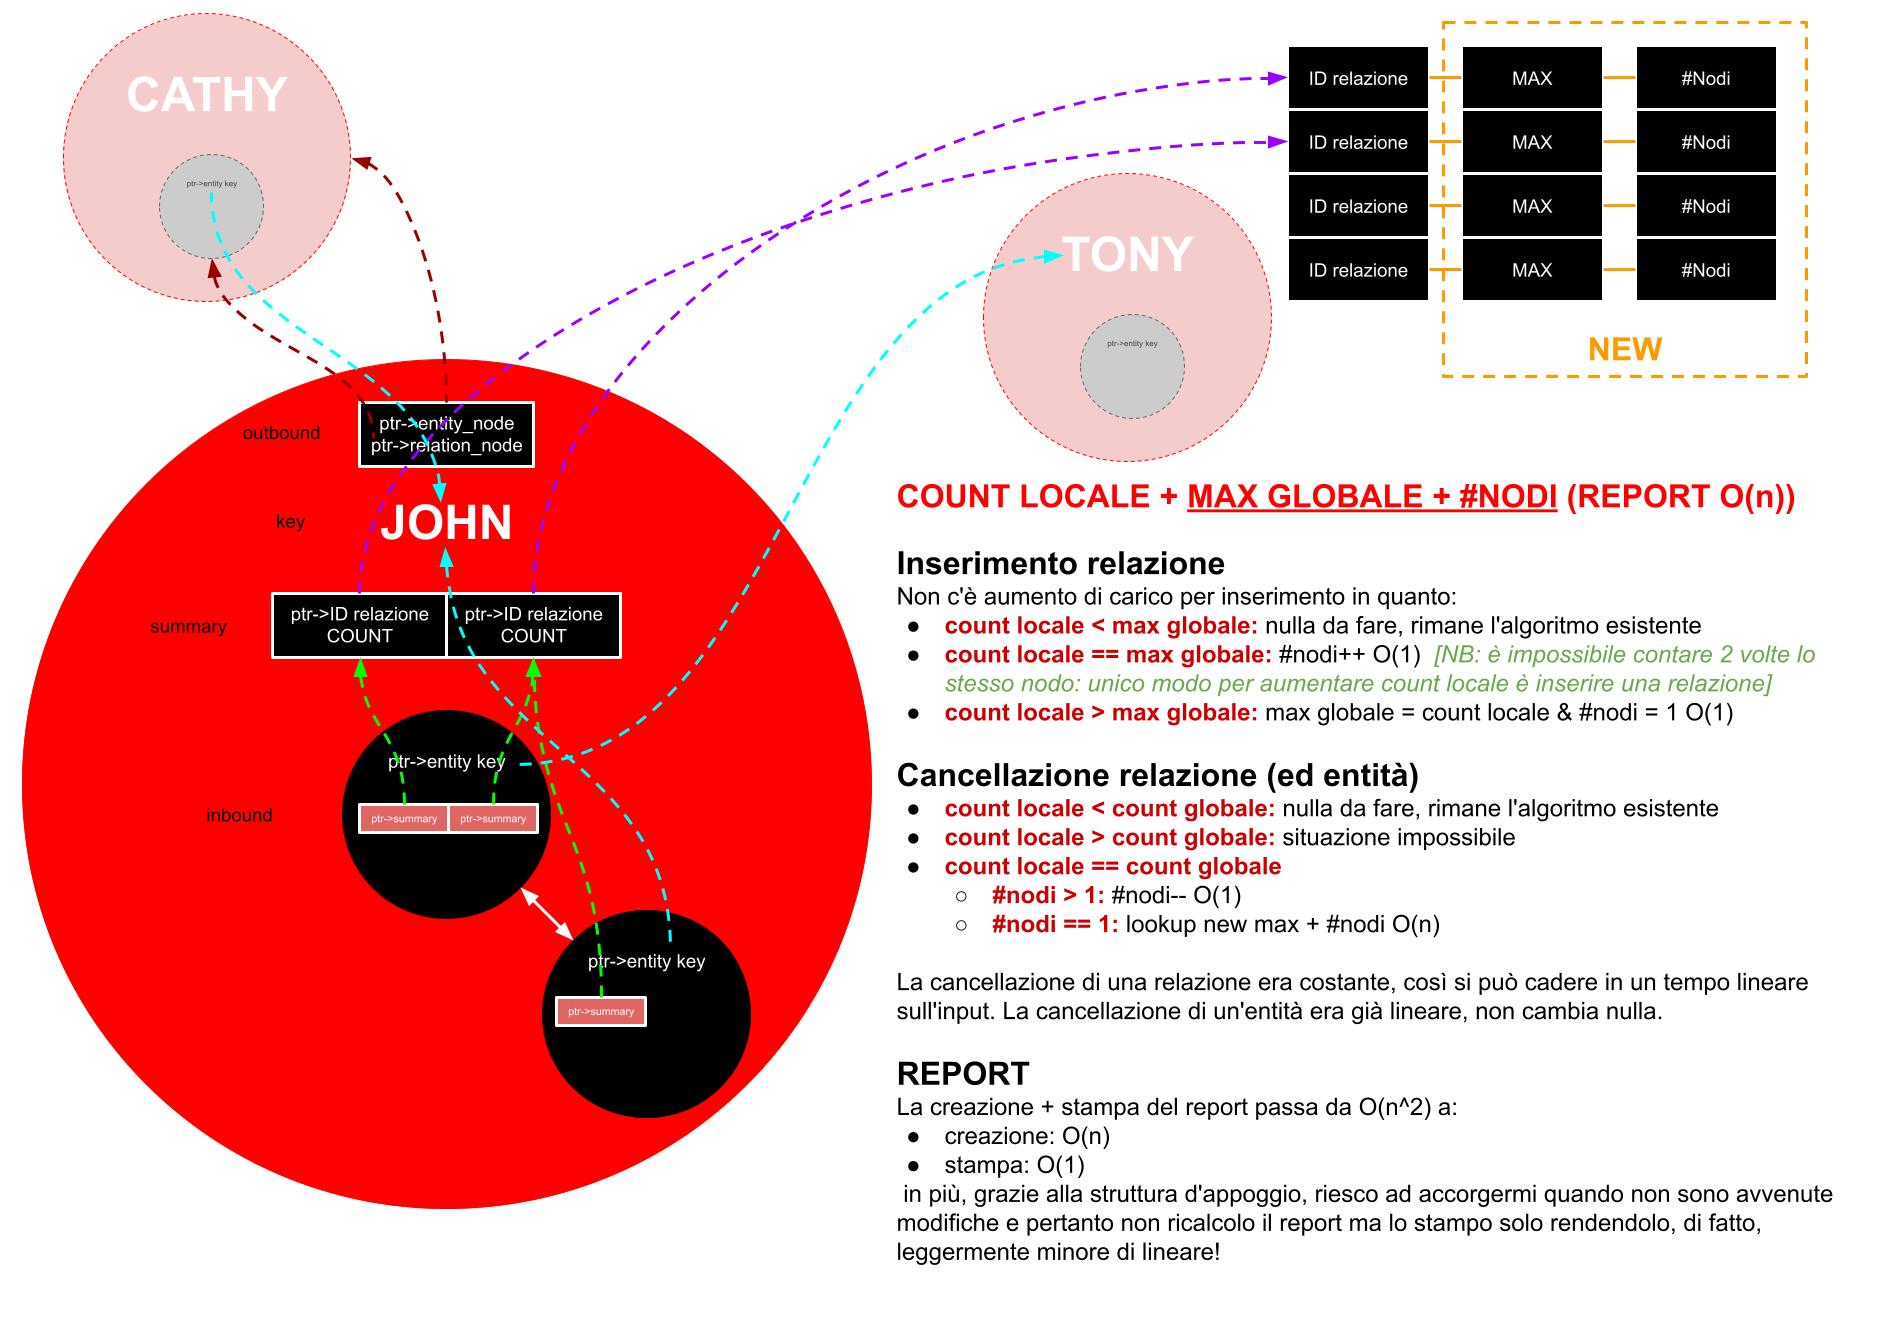 CATHY
ptr->entity key
ID relazione MAX #Nodi
ID relazione MAX #Nodi
ID relazione MAX #Nodi
ID relazione MAX #Nodi
NEW
TONY
ptr->entity key
outbound
ptr->entity_node
ptr->relation_node
key
JOHN
summary
ptr->ID relazione
COUNT
ptr->ID relazione
COUNT
inbound
ptr->entity key
ptr->summary ptr->summary
ptr->entity key
ptr->summary
COUNT LOCALE + MAX GLOBALE + #NODI (REPORT O(n))
Inserimento relazione
Non c'è aumento di carico per inserimento in quanto:
● count locale < max globale: nulla da fare, rimane l'algoritmo esistente
● count locale == max globale: #nodi++ O(1) [NB: è impossibile contare 2 volte lo
stesso nodo: unico modo per aumentare count locale è inserire una relazione]
● count locale > max globale: max globale = count locale & #nodi = 1 O(1)
Cancellazione relazione (ed entità)
● count locale < count globale: nulla da fare, rimane l'algoritmo esistente
● count locale > count globale: situazione impossibile
● count locale == count globale
○ #nodi > 1: #nodi-- O(1)
○ #nodi == 1: lookup new max + #nodi O(n)
La cancellazione di una relazione era costante, così si può cadere in un tempo lineare
sull'input. La cancellazione di un'entità era già lineare, non cambia nulla.
REPORT
La creazione + stampa del report passa da O(n^2) a:
● creazione: O(n)
● stampa: O(1)
in più, grazie alla struttura d'appoggio, riesco ad accorgermi quando non sono avvenute
modifiche e pertanto non ricalcolo il report ma lo stampo solo rendendolo, di fatto,
leggermente minore di lineare!